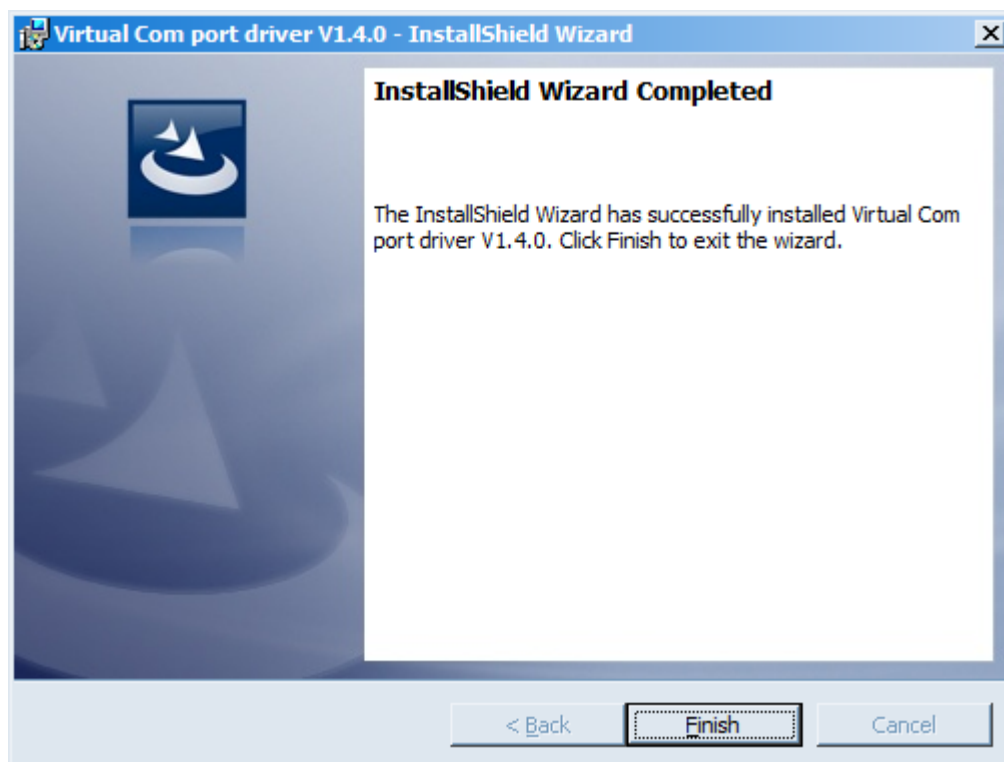 Virtual Com port driver V1.4.0 - InstallShield Wizard
InstallShield Wizard Completed
The InstallShield Wizard has successfully installed Virtual Com
port driver V1.4.0. Click Finish to exit the wizard.
< Back
Finish
Cancel